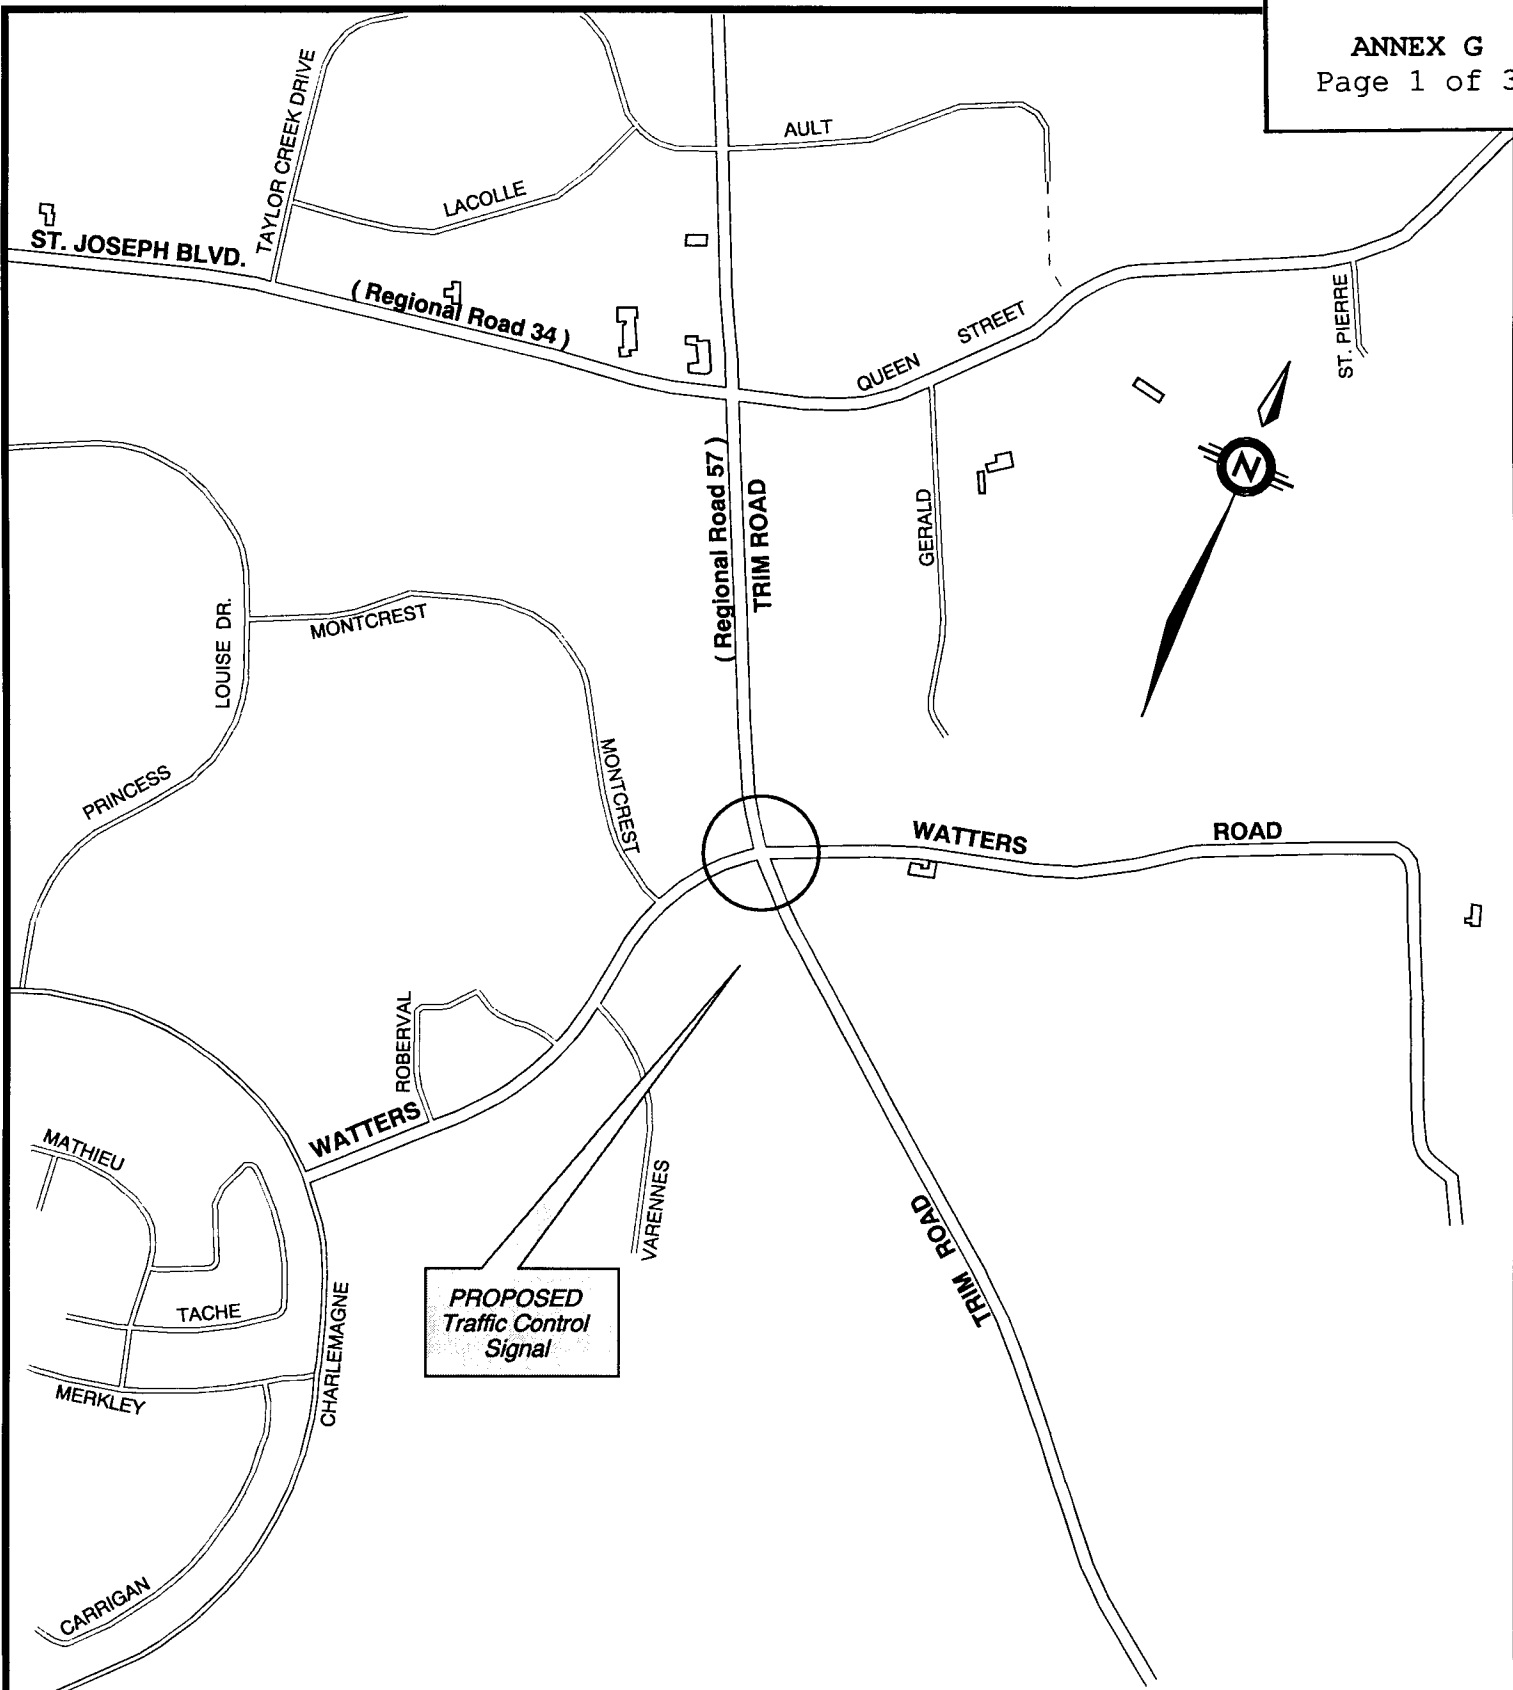 ANNEX G
Page 1 of 3
TAYLOR CREEK DRIVE
AULT
LACOLLE
ST. JOSEPH BLVD.
( Regional Road 34 )
QUEEN STREET
ST. PIERRE
( Regional Road 57 )
TRIM ROAD
GERALD
N
LOUISE DR.
MONTCREST
MONTCREST
PRINCESS
WATTERS ROAD
ROBERVAL
WATTERS
MATHIEU
VARENNES
TRIM ROAD
TACHE
CHARLEMAGNE
PROPOSED
Traffic Control
Signal
MERKLEY
CARRIGAN